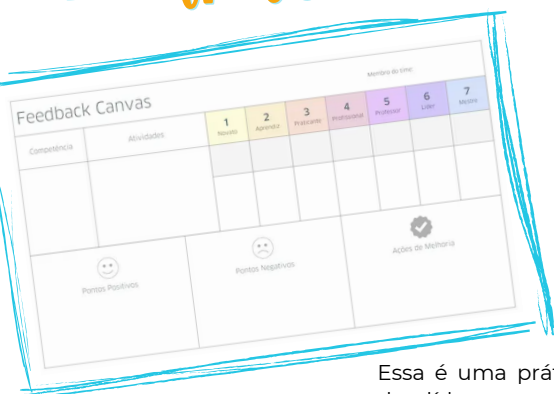 Membro do time:
Feedback Canvas
Competência
Atividades
1
Novato
2
Aprendiz
3
Praticante
4
Profissional
5
Professor
6
Líder
7
Mestre
Pontos Positivos
Pontos Negativos
Ações de Melhoria
Essa é uma